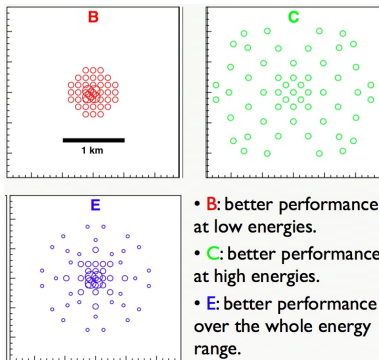 B
C
1 km
E
• B: better performance
at low energies.
• C: better performance
at high energies.
• E: better performance
over the whole energy
range.